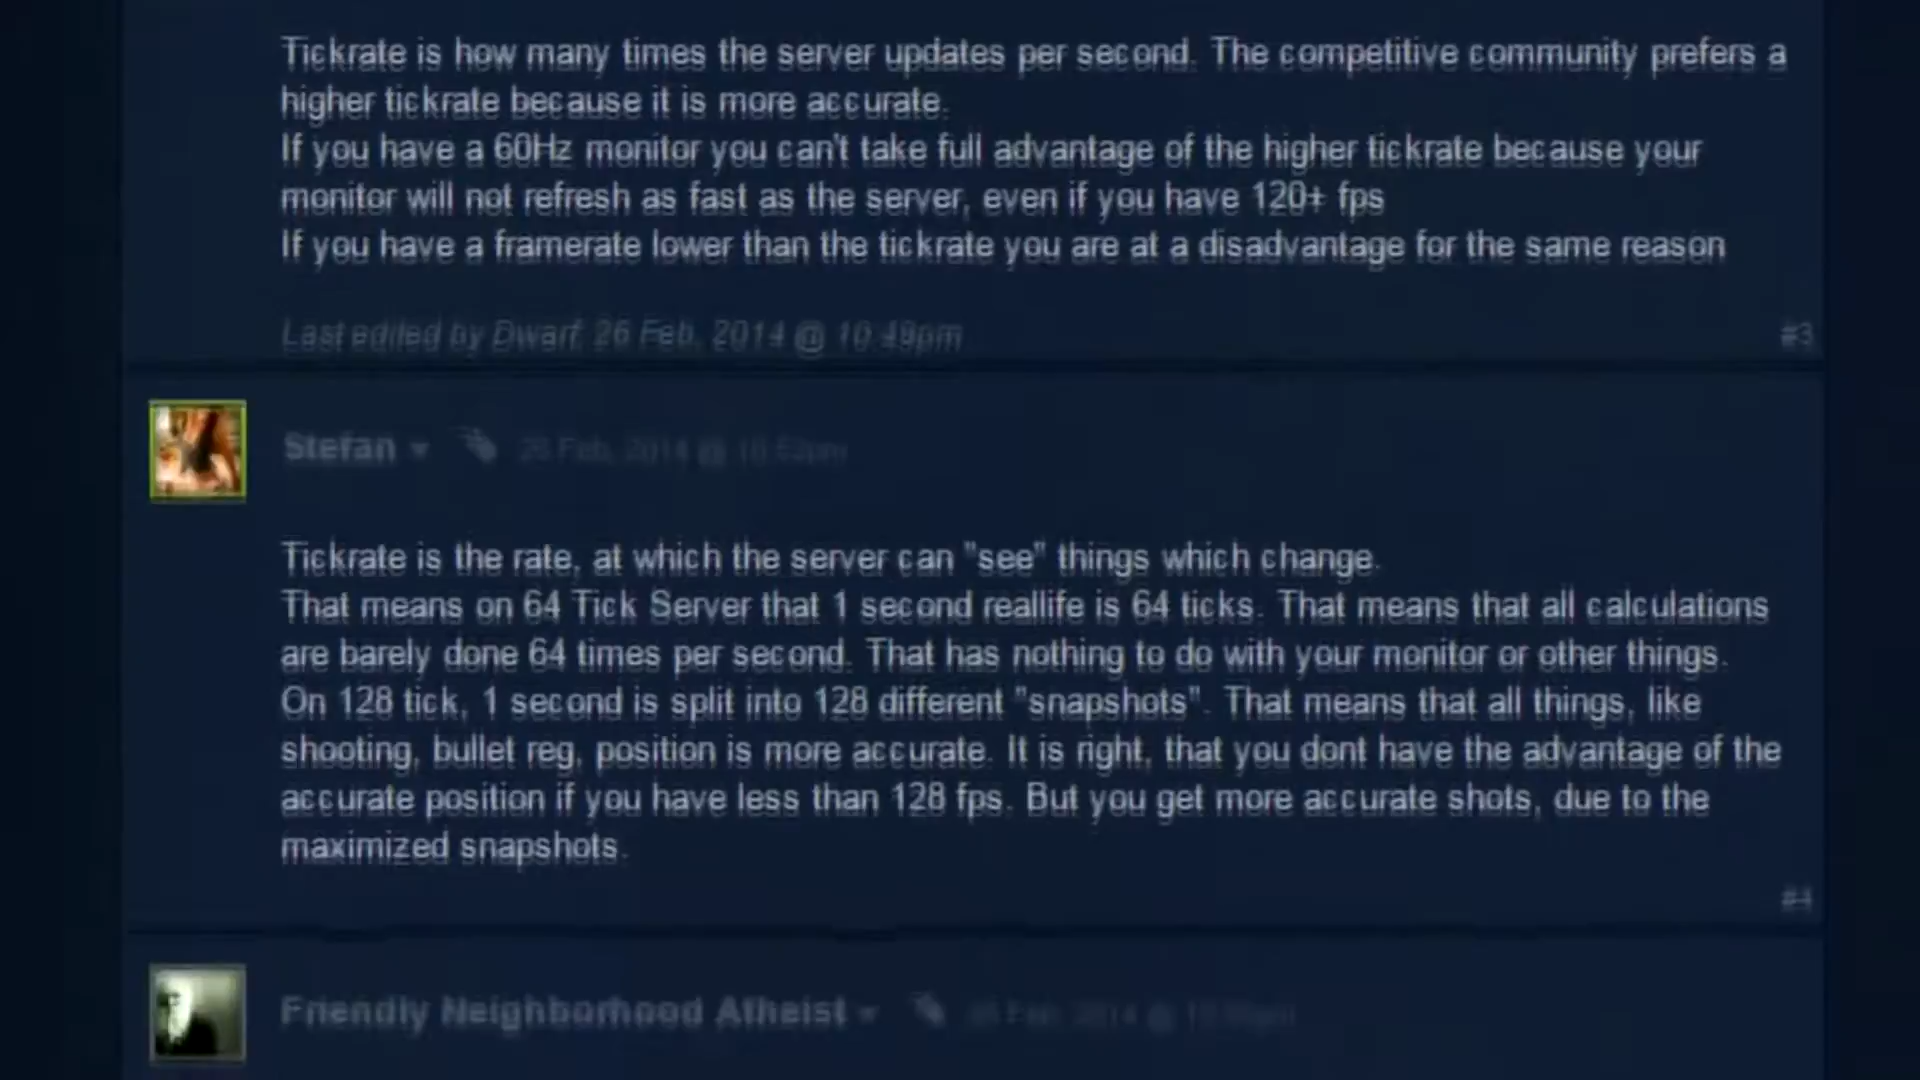 Tickrate is how many times the server updates per second. The competitive community prefers a
higher tickrate because it is more accurate.
If you have a 60Hz monitor you can't take full advantage of the higher tickrate because your
monitor will not refresh as fast as the server, even if you have 120+ fps
If you have a framerate lower than the tickrate you are at a disadvantage for the same reason
Last edited by Dwarf; 26 Feb, 2014 @ 10:49pm
#3
Stefan
26 Feb, 2014 @ 10:52pm
Tickrate is the rate, at which the server can "see" things which change.
That means on 64 Tick Server that 1 second reallife is 64 ticks. That means that all calculations
are barely done 64 times per second. That has nothing to do with your monitor or other things.
On 128 tick, 1 second is split into 128 different "snapshots". That means that all things, like
shooting, bullet reg, position is more accurate. It is right, that you dont have the advantage of the
accurate position if you have less than 128 fps. But you get more accurate shots, due to the
maximized snapshots.
#4
Friendly Neighborhood Atheist
Feb, 2014 @